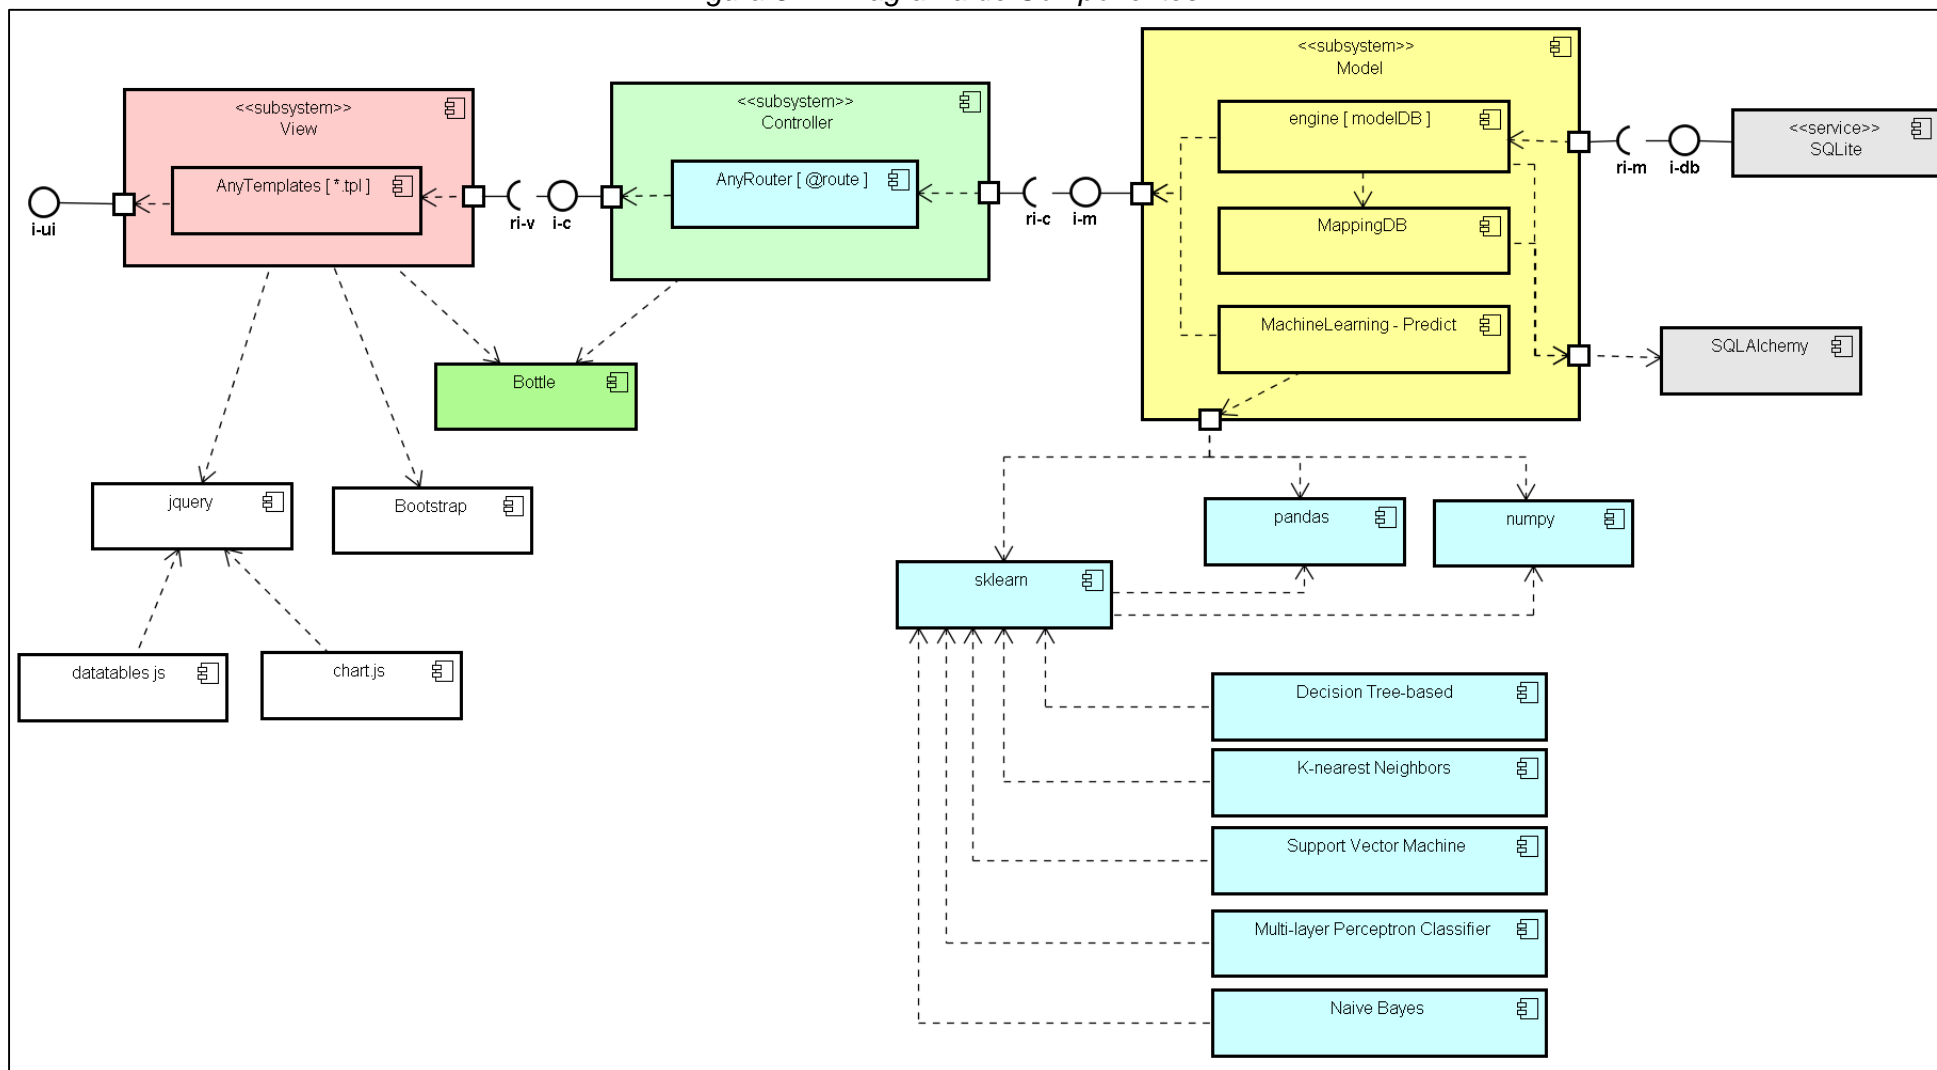 <<subsystem>>
View
AnyTemplates [ *.tpl ]
i-ui
ri-v
i-c
<<subsystem>>
Controller
AnyRouter [ @route ]
ri-c
i-m
<<subsystem>>
Model
engine [ modelDB ]
MappingDB
MachineLearning - Predict
ri-m
i-db
<<service>>
SQLite
SQLAlchemy
Bottle
jquery
Bootstrap
datatables js
chart.js
pandas
numpy
sklearn
Decision Tree-based
K-nearest Neighbors
Support Vector Machine
Multi-layer Perceptron Classifier
Naive Bayes